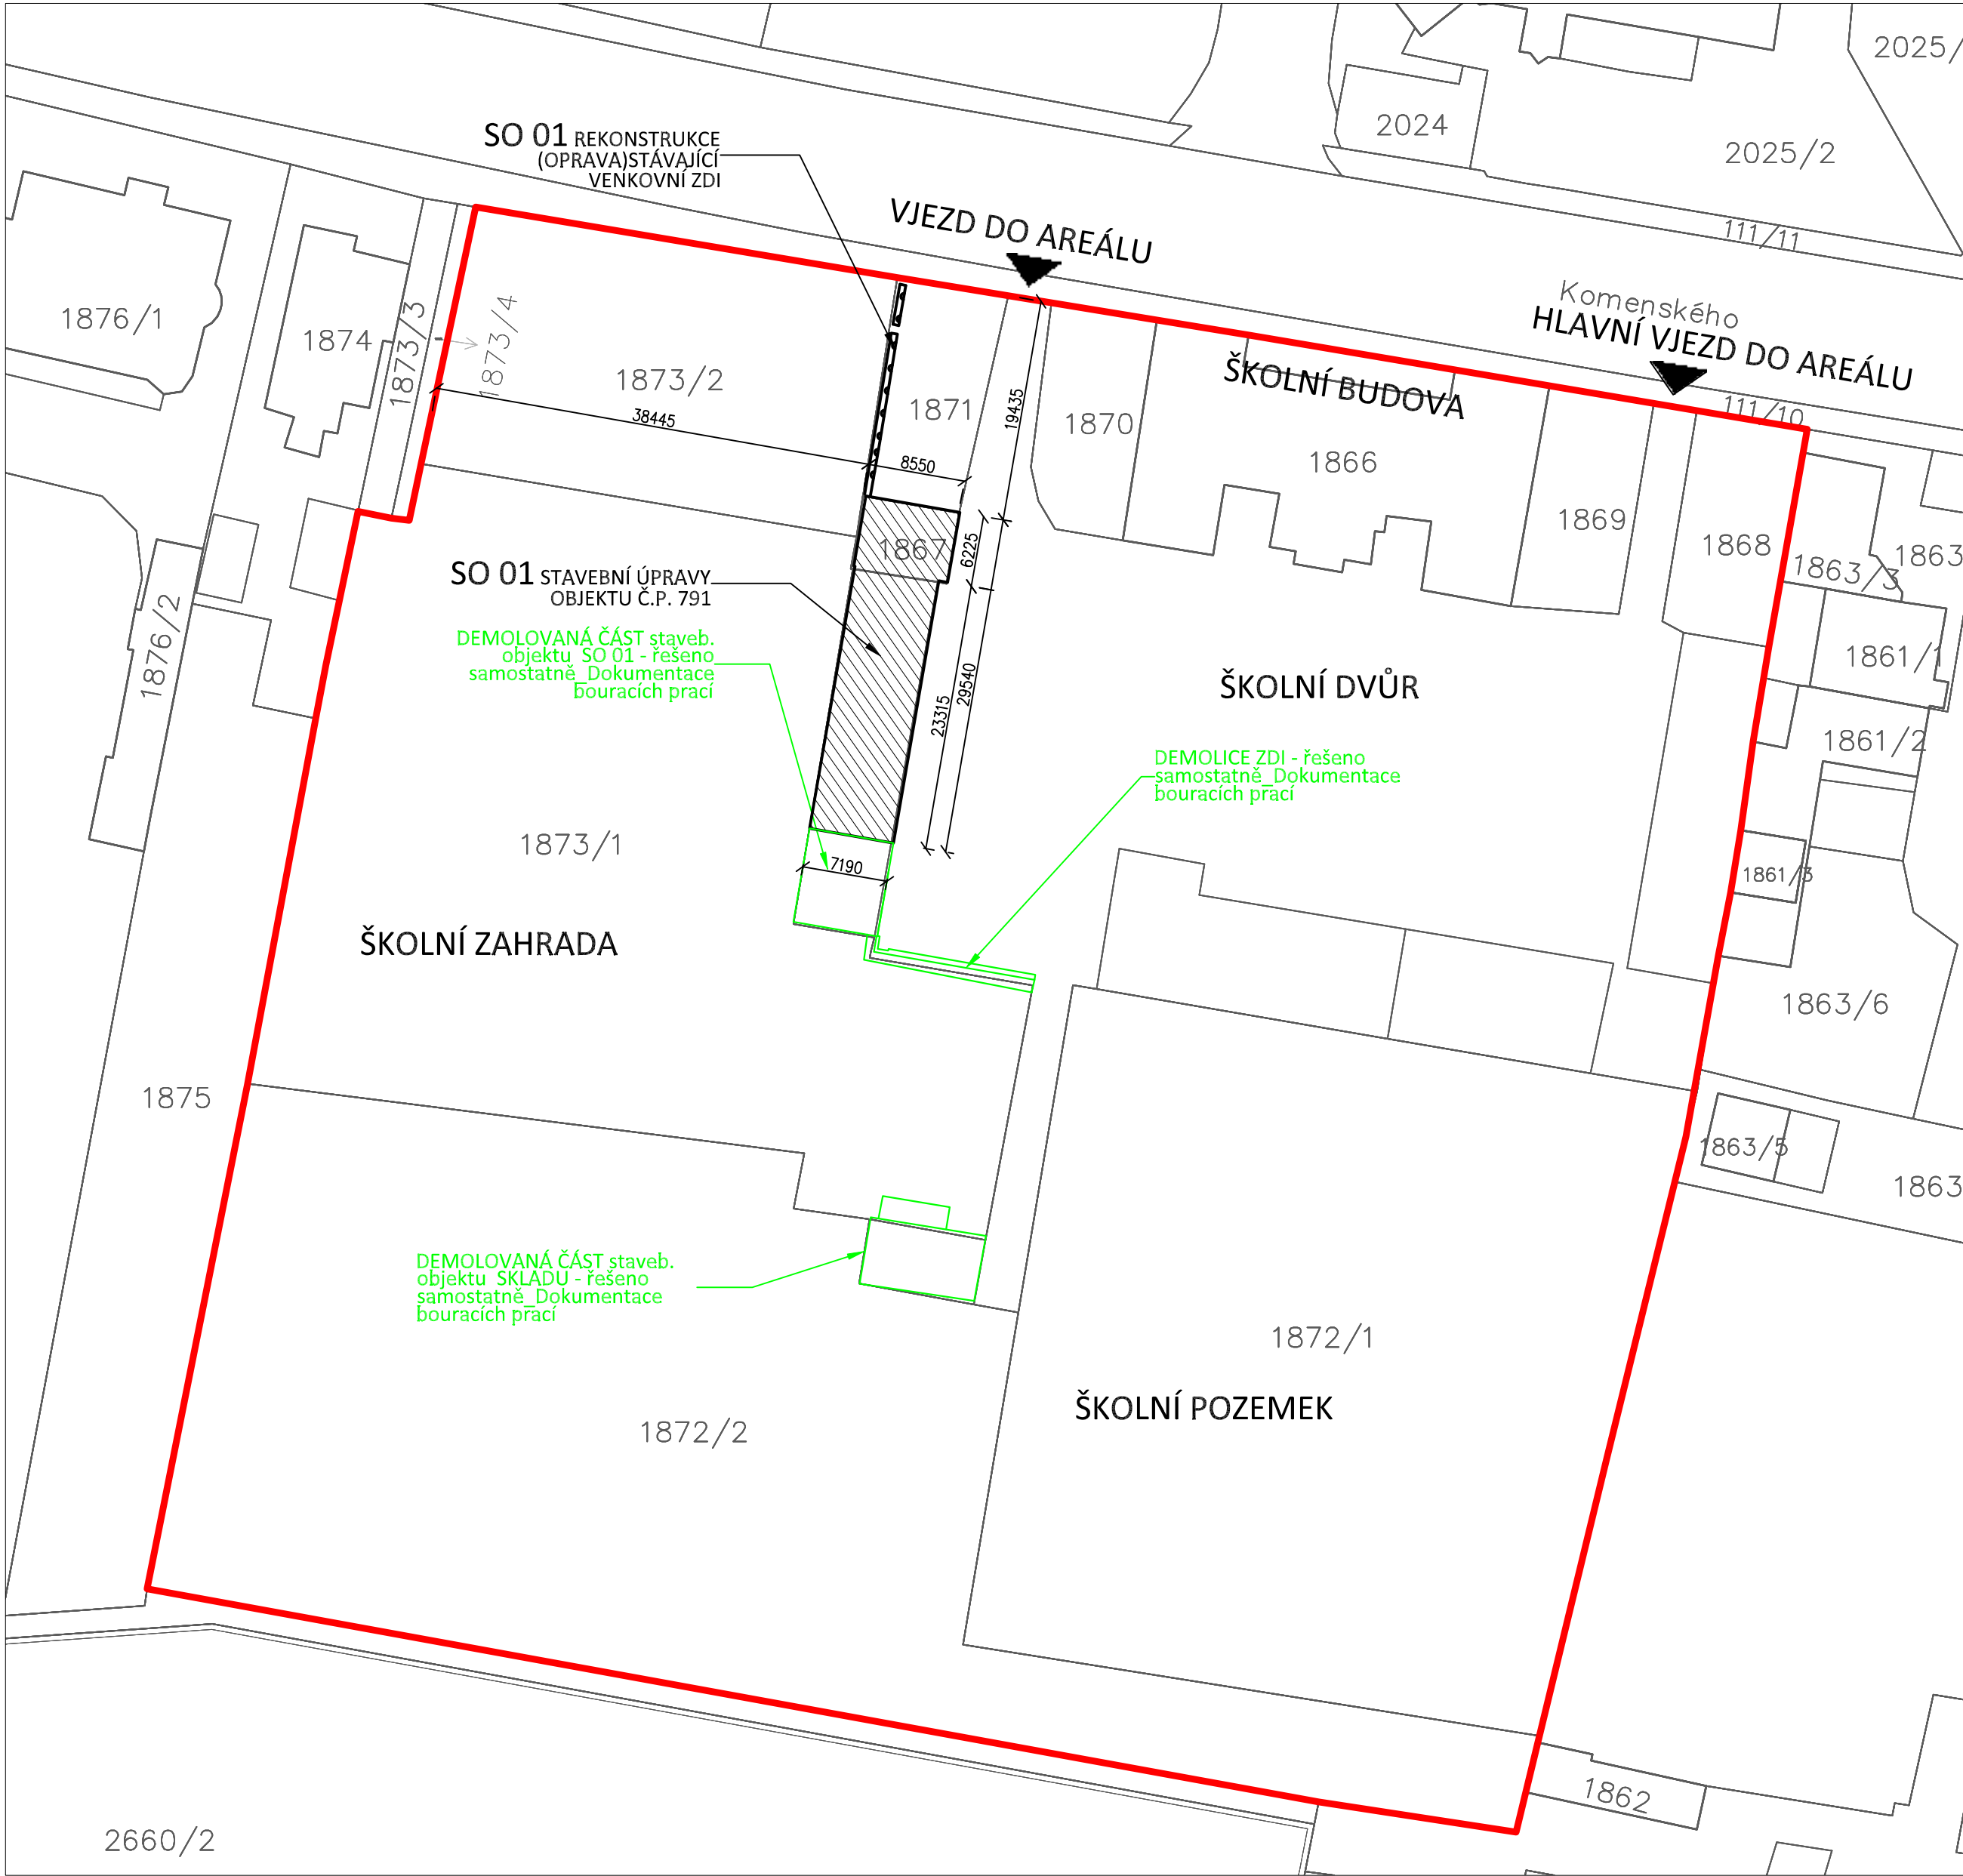 2025/
2024
2025/2
SO 01 REKONSTRUKCE
(OPRAVA)STÁVAJÍCÍ
VENKOVNÍ ZDI
VJEZD DO AREÁLU
111/11
Komenského
HLAVNÍ VJEZD DO AREÁLU
111/10
1876/1
1874
1873/3
1873/4
1873/2
38445
8550
1871
19435
1870
ŠKOLNÍ BUDOVA
1866
1869
1868
1863/3
1863
1867
6225
SO 01 STAVEBNÍ ÚPRAVY
OBJEKTU Č.P. 791
DEMOLOVANÁ ČÁST staveb.
objektu SO 01 - řešeno
samostatně_Dokumentace
bouracích prací
1876/2
23315
29540
ŠKOLNÍ DVŮR
1861/1
1861/2
DEMOLICE ZDI - řešeno
samostatně_Dokumentace
bouracích prací
1873/1
7190
1861/3
ŠKOLNÍ ZAHRADA
1863/6
1875
1863/5
1863
DEMOLOVANÁ ČÁST staveb.
objektu SKLADU - řešeno
samostatně_Dokumentace
bouracích prací
1872/1
ŠKOLNÍ POZEMEK
1872/2
1862
2660/2